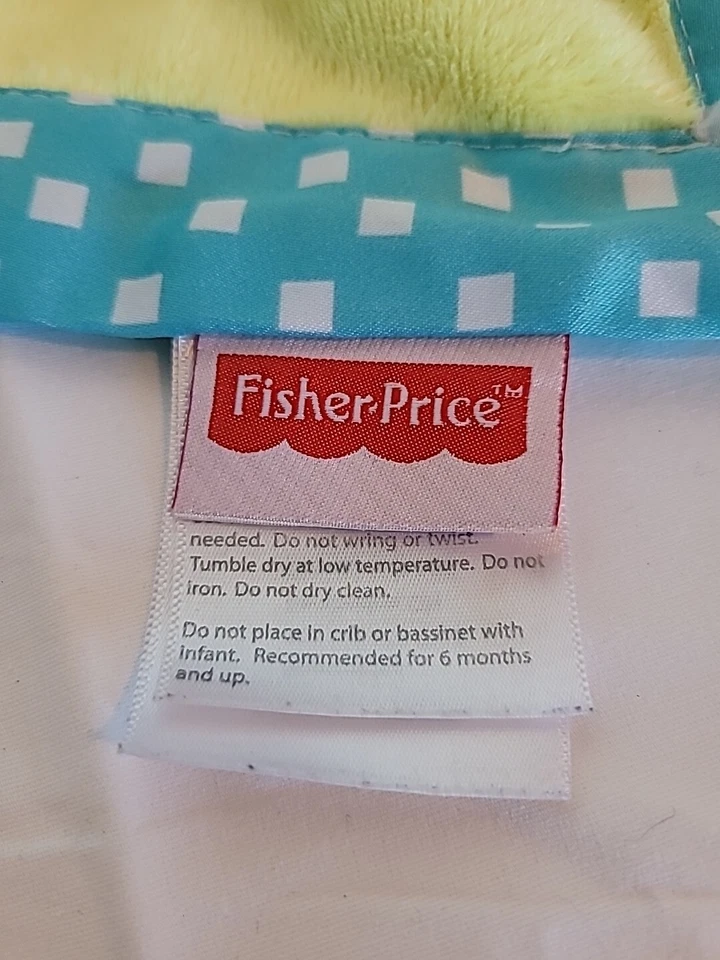 Fisher-Price™
needed. Do not wring or twist.
Tumble dry at low temperature. Do not
iron. Do not dry clean.
Do not place in crib or bassinet with
infant. Recommended for 6 months
and up.